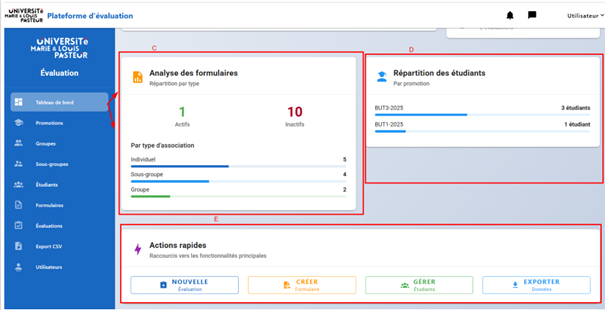 UNIVERSITÉ
MARIE & LOUIS
PASTEUR
Plateforme d'évaluation
Utilisateur
UNIVERSITÉ
MARIE & LOUIS
PASTEUR
Évaluation
Tableau de bord
Promotions
Groupes
Sous-groupes
Étudiants
Formulaires
Évaluations
Export CSV
Utilisateurs
C
Analyse des formulaires
Répartition par type
1
Actifs
10
Inactifs
Par type d'association
Individuel 5
Sous-groupe 4
Groupe 2
D
Répartition des étudiants
Par promotion
BUT3-2025 3 étudiants
BUT1-2025 1 étudiant
E
Actions rapides
Raccourcis vers les fonctionnalités principales
NOUVELLE
Évaluation
CRÉER
Formulaire
GÉRER
Étudiants
EXPORTER
Données